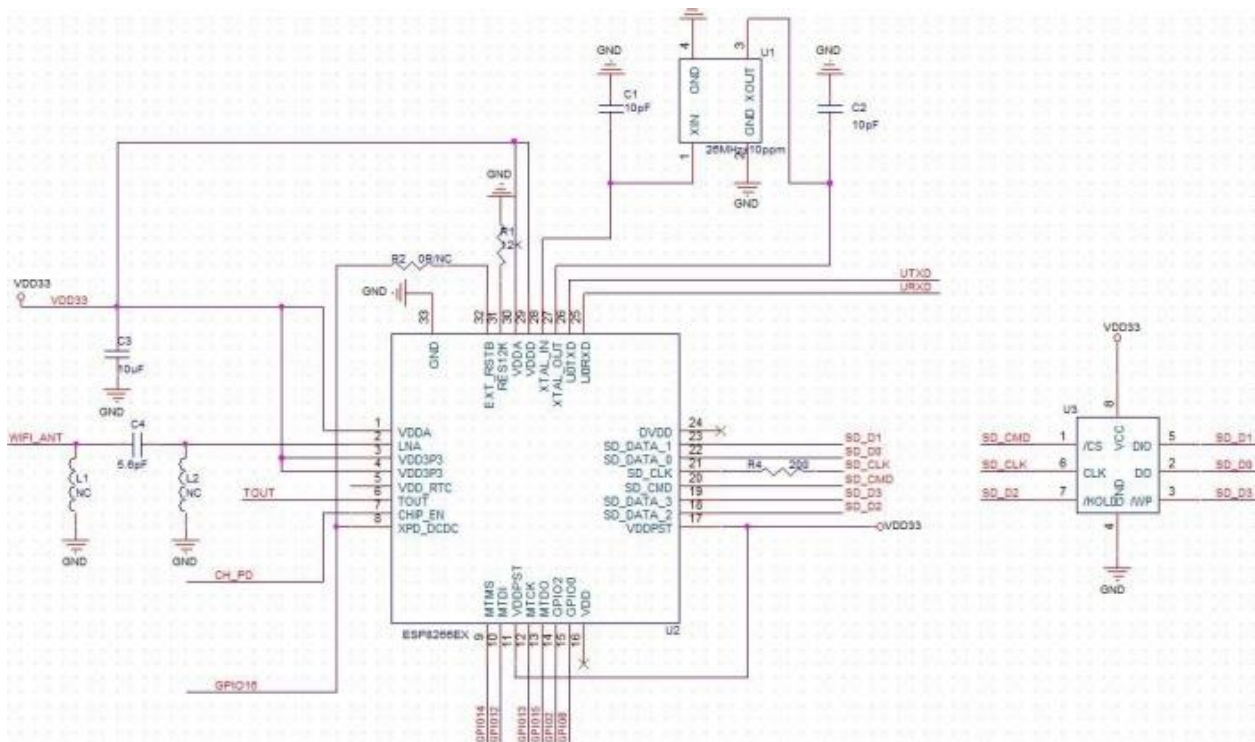 GND
GND
4
3
U1
C1
10pF
GND XOUT
XIN GND
C2
10pF
26MHz±10ppm
1
2
GND
GND
R1
12K
R2 0R/NC
GND
UTXD
URXD
VDD33
VDD33
33
32
31
30
29
28
27
26
25
GND
EXT_RSTB
RES12K
VDDA
VDDD
XTAL_IN
XTAL_OUT
U0TXD
U0RXD
C3
10uF
GND
WIFI_ANT
C4
5.6pF
L1
NC
L2
NC
GND
GND
TOUT
CH_PD
GPIO16
1 VDDA
2 LNA
3 VDD3P3
4 VDD3P3
5 VDD_RTC
6 TOUT
7 CHIP_EN
8 XPD_DCDC
DVDD 24
SD_DATA_1 23
SD_DATA_0 22
SD_CLK 21
SD_CMD 20
SD_DATA_3 19
SD_DATA_2 18
VDDPST 17
SD_D1
SD_D0
R4 200 SD_CLK
SD_CMD
SD_D3
SD_D2
VDD33
MTMS
MTDI
VDDPST
MTCK
MTDO
GPIO2
GPIO0
VDD
ESP8266EX
U2
9
10
11
12
13
14
15
16
GPIO14
GPIO12
GPIO13
GPIO15
GPIO2
GPIO0
VDD33
8
U3
SD_CMD 1 /CS VCC DIO 5 SD_D1
SD_CLK 6 CLK DO 2 SD_D0
SD_D2 7 /HOLD GND /WP 3 SD_D3
4
GND